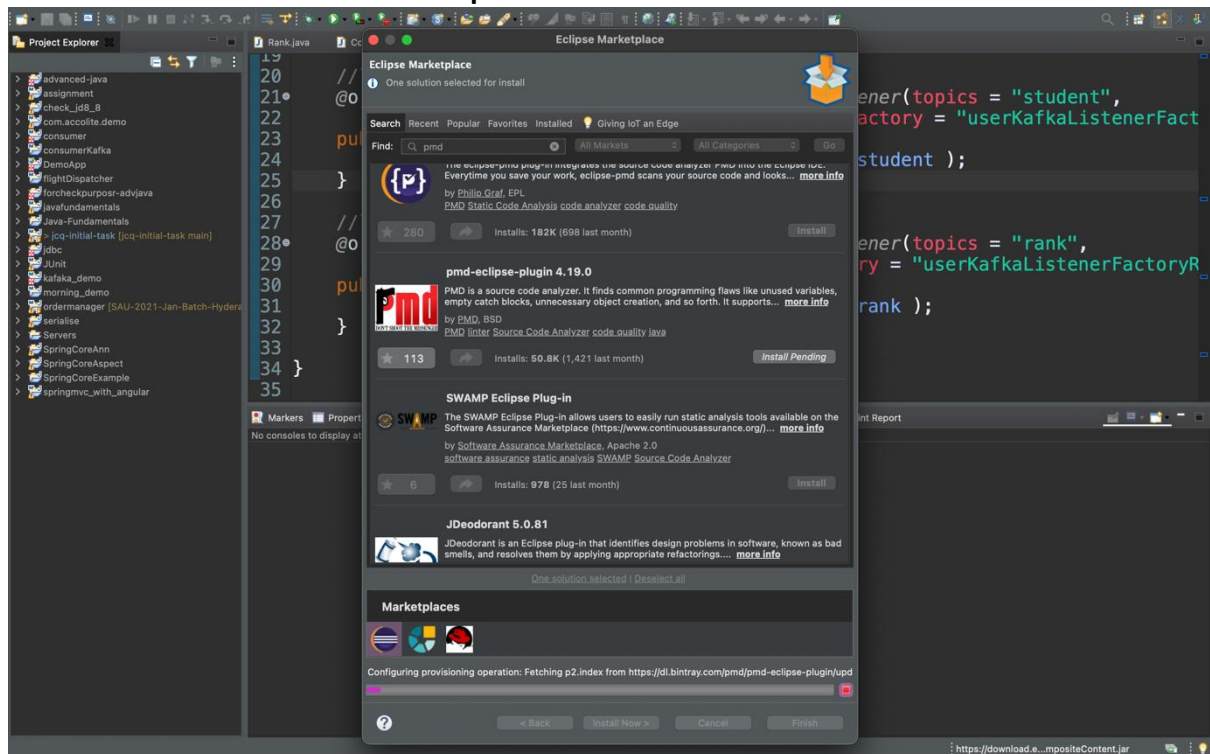 Project Explorer
advanced-java
assignment
check_jd8_8
com.accolite.demo
consumer
consumerKafka
DemoApp
flightDispatcher
forcheckpurposr-advjava
javafundamentals
Java-Fundamentals
> jcq-initial-task [jcq-initial-task main]
jdbc
JUnit
kafaka_demo
morning_demo
ordermanager [SAU-2021-Jan-Batch-Hydera
serialise
Servers
SpringCoreAnn
SpringCoreAspect
SpringCoreExample
springmvc_with_angular
Rank.java
Co
19
20 //
21 @o ener(topics = "student",
22 actory = "userKafkaListenerFact
23 pul
24 student );
25 }
26
27 //
28 @o ener(topics = "rank",
29 ry = "userKafkaListenerFactoryR
30 pul
31 rank );
32 }
33
34 }
35
Markers Propert int Report
No consoles to display at
Eclipse Marketplace
Eclipse Marketplace
One solution selected for install
Search Recent Popular Favorites Installed Giving IoT an Edge
Find: pmd All Markets All Categories Go
The eclipse-pmd plug-in integrates the source code analyzer PMD into the Eclipse IDE.
Everytime you save your work, eclipse-pmd scans your source code and looks... more info
by Philip Graf, EPL
PMD Static Code Analysis code analyzer code quality
280 Installs: 182K (698 last month) Install
pmd-eclipse-plugin 4.19.0
pmd
DON'T SHOOT THE MESSENGER
PMD is a source code analyzer. It finds common programming flaws like unused variables,
empty catch blocks, unnecessary object creation, and so forth. It supports... more info
by PMD, BSD
PMD linter Source Code Analyzer code quality java
113 Installs: 50.8K (1,421 last month) Install Pending
SWAMP Eclipse Plug-in
SWAMP
The SWAMP Eclipse Plug-in allows users to easily run static analysis tools available on the
Software Assurance Marketplace (https://www.continuousassurance.org/)... more info
by Software Assurance Marketplace, Apache 2.0
software assurance static analysis SWAMP Source Code Analyzer
6 Installs: 978 (25 last month) Install
JDeodorant 5.0.81
JDeodorant is an Eclipse plug-in that identifies design problems in software, known as bad
smells, and resolves them by applying appropriate refactorings.... more info
One solution selected | Deselect all
Marketplaces
Configuring provisioning operation: Fetching p2.index from https://dl.bintray.com/pmd/pmd-eclipse-plugin/upd
< Back Install Now > Cancel Finish
https://download.e...mpositeContent.jar